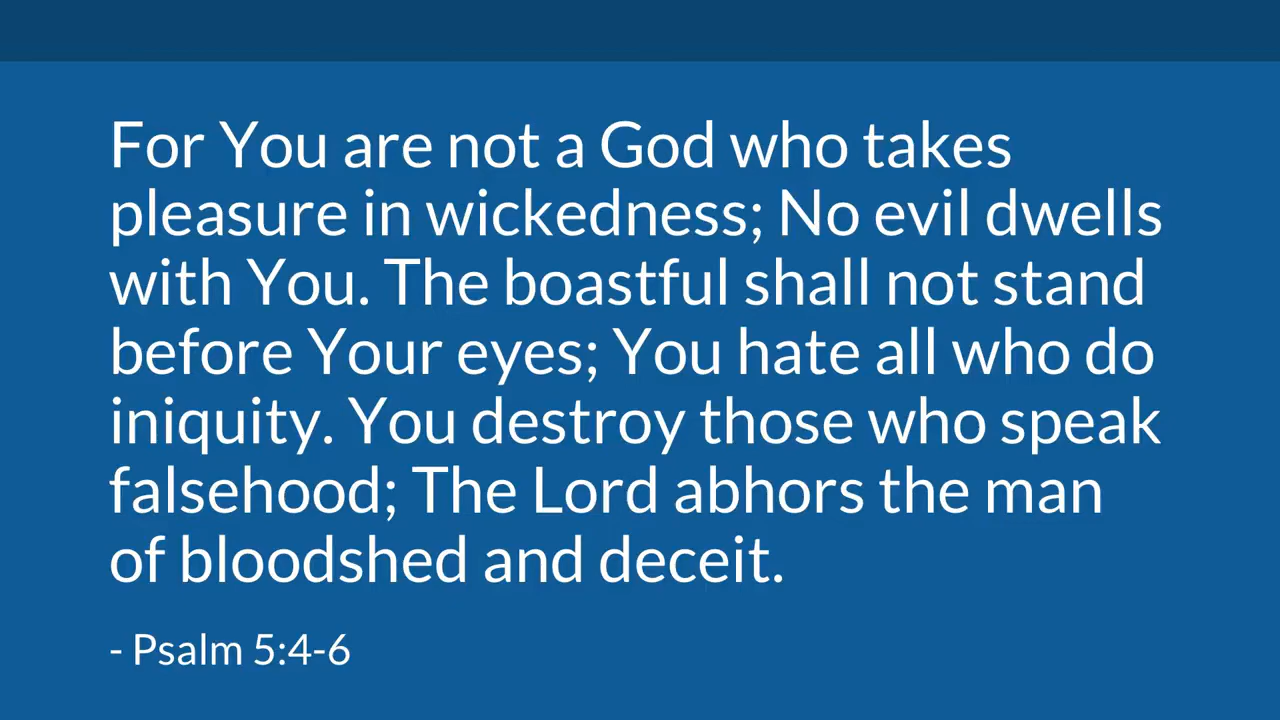 For You are not a God who takes
pleasure in wickedness; No evil dwells
with You. The boastful shall not stand
before Your eyes; You hate all who do
iniquity. You destroy those who speak
falsehood; The Lord abhors the man
of bloodshed and deceit.
- Psalm 5:4-6